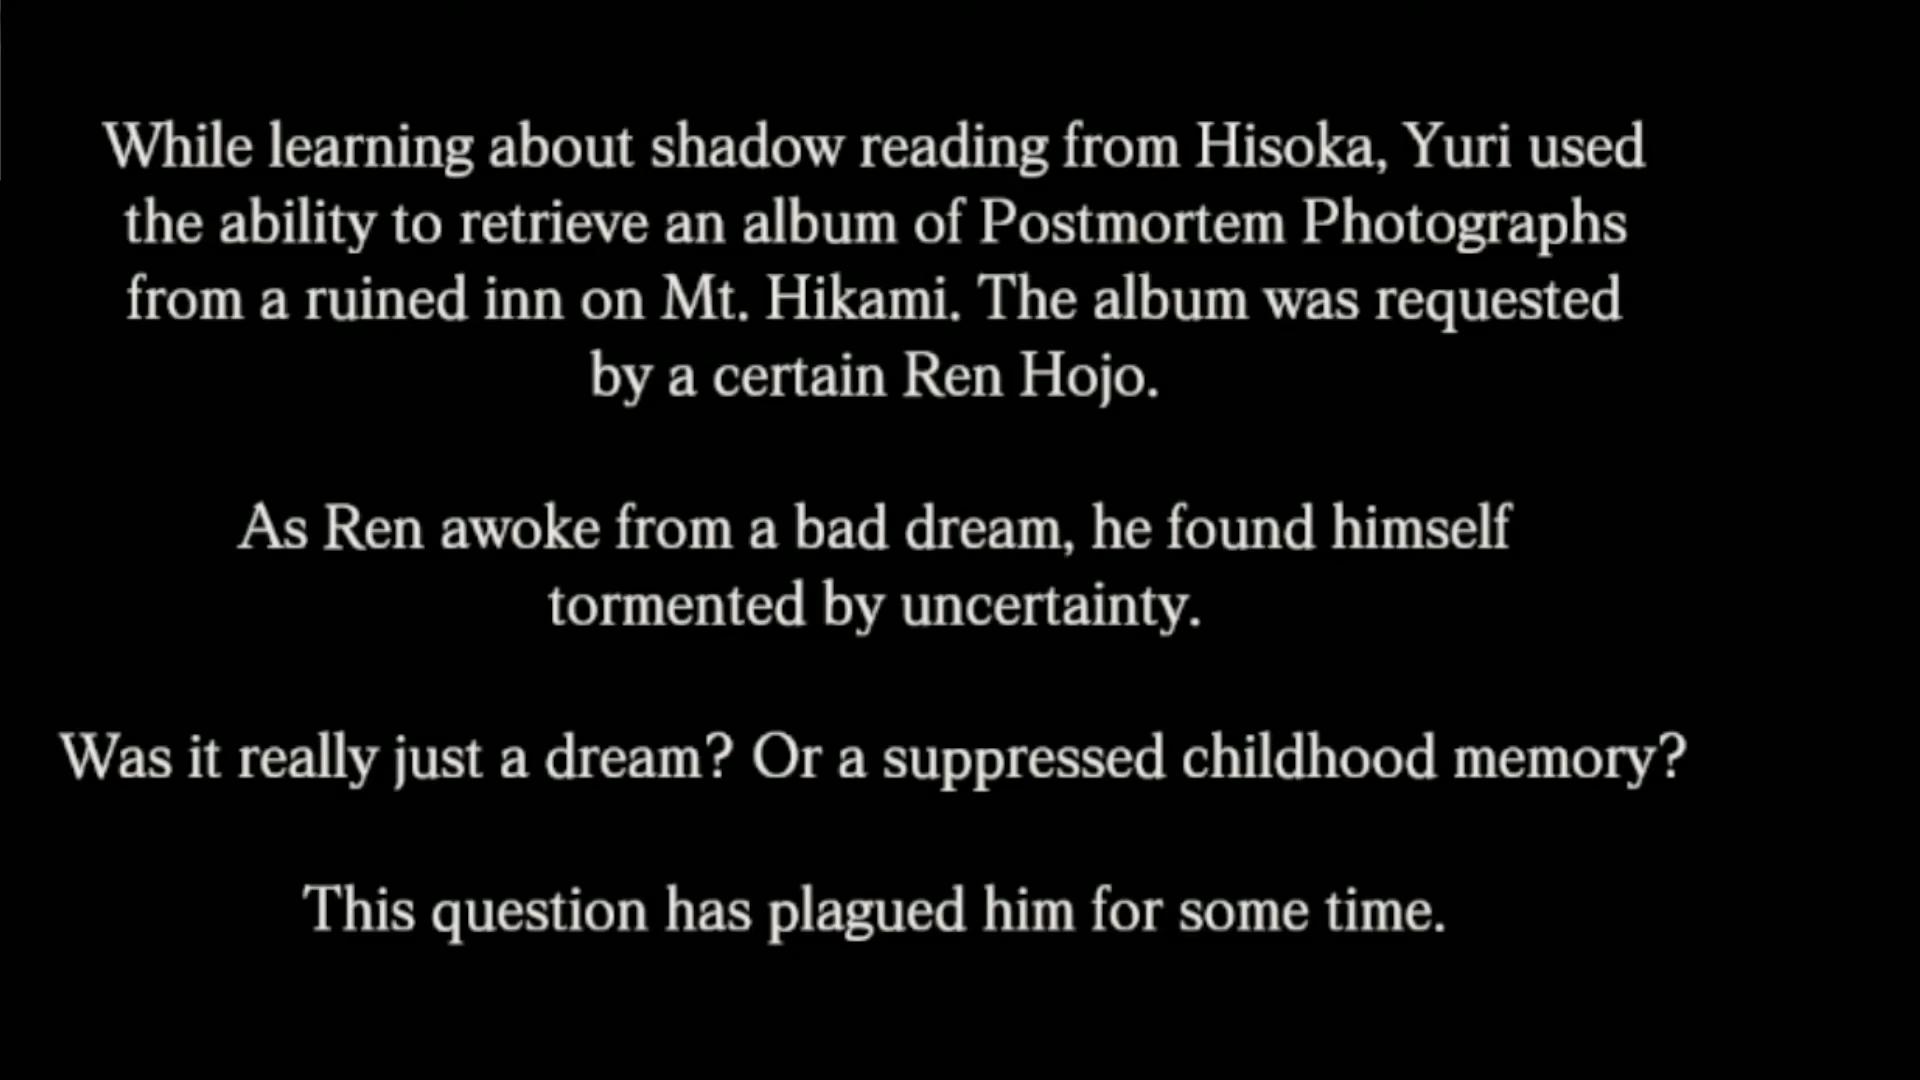 While learning about shadow reading from Hisoka, Yuri used
the ability to retrieve an album of Postmortem Photographs
from a ruined inn on Mt. Hikami. The album was requested
by a certain Ren Hojo.
As Ren awoke from a bad dream, he found himself
tormented by uncertainty.
Was it really just a dream? Or a suppressed childhood memory?
This question has plagued him for some time.